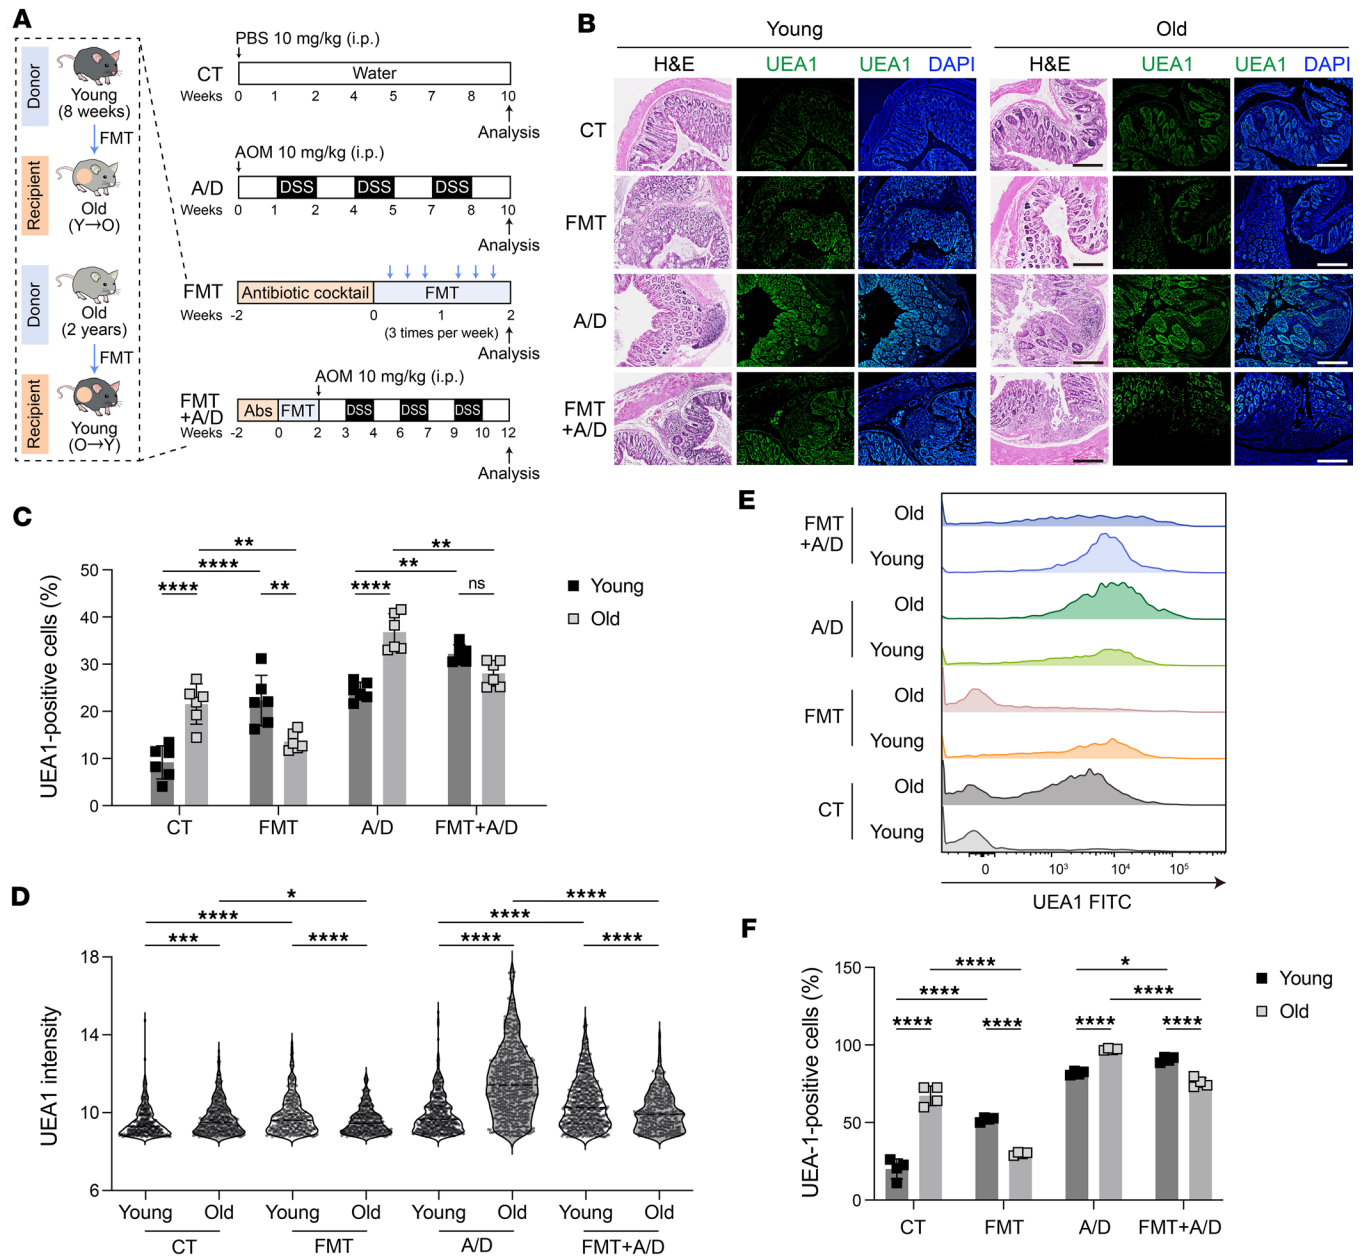 A
Donor
Young
(8 weeks)
FMT
Recipient
Old
(Y→O)
Donor
Old
(2 years)
FMT
Recipient
Young
(O→Y)
PBS 10 mg/kg (i.p.)
CT
Water
Weeks 0 1 2 4 5 7 8 10
Analysis
AOM 10 mg/kg (i.p.)
A/D
DSS DSS DSS
Weeks 0 1 2 4 5 7 8 10
Analysis
FMT
Antibiotic cocktail FMT
Weeks -2 0 1 2
(3 times per week)
Analysis
AOM 10 mg/kg (i.p.)
FMT
+A/D
Abs FMT DSS DSS DSS
Weeks -2 0 2 3 4 6 7 9 10 12
Analysis
B
Young Old
H&E UEA1 UEA1 DAPI H&E UEA1 UEA1 DAPI
CT
FMT
A/D
FMT
+A/D
C
UEA1-positive cells (%)
50
40
30
20
10
0
** **
**** **
**** ** **** ns
Young
Old
CT FMT A/D FMT+A/D
D
UEA1 intensity
18
14
10
6
* ****
**** ****
*** **** **** ****
Young Old Young Old Young Old Young Old
CT FMT A/D FMT+A/D
E
FMT
+A/D
Old
Young
A/D
Old
Young
FMT
Old
Young
CT
Old
Young
0 10³ 10⁴ 10⁵
UEA1 FITC
F
UEA-1-positive cells (%)
150
100
50
0
**** *
**** ****
**** **** **** ****
Young
Old
CT FMT A/D FMT+A/D